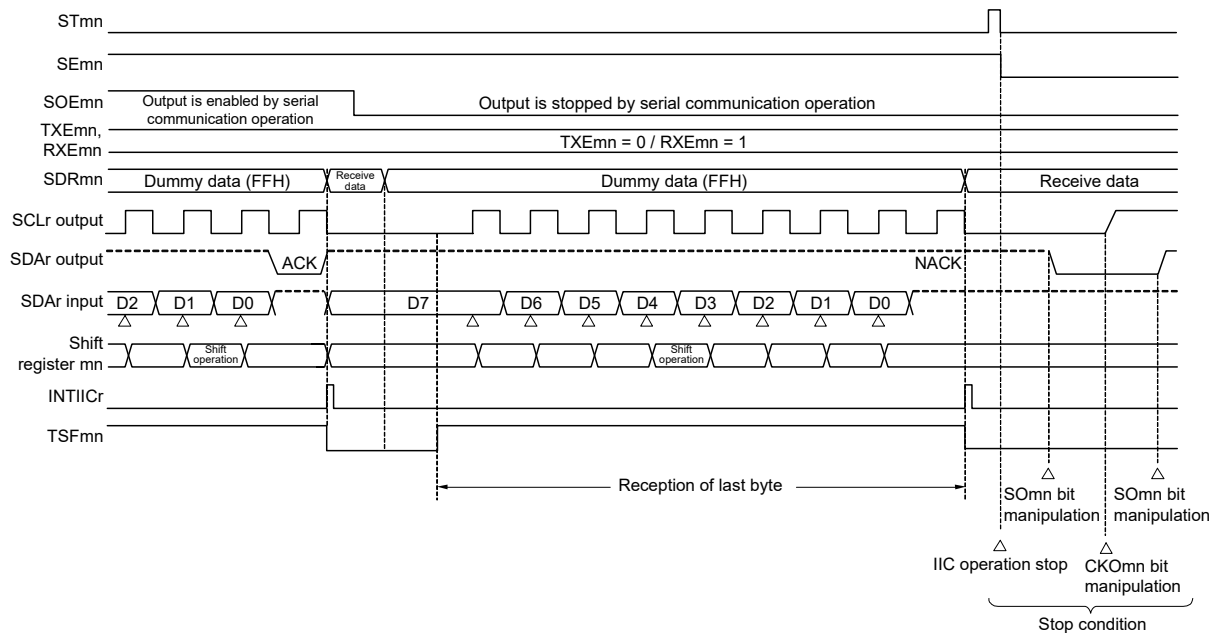 STmn
SEmn
SOEmn
Output is enabled by serial
communication operation
Output is stopped by serial communication operation
TXEmn,
RXEmn
TXEmn = 0 / RXEmn = 1
SDRmn
Dummy data (FFH)
Receive
data
Dummy data (FFH)
Receive data
SCLr output
SDAr output
ACK
NACK
SDAr input
D2 D1 D0 D7 D6 D5 D4 D3 D2 D1 D0
Shift
register mn
Shift
operation
Shift
operation
INTIICr
TSFmn
Reception of last byte
SOmn bit
manipulation
SOmn bit
manipulation
IIC operation stop
CKOmn bit
manipulation
Stop condition